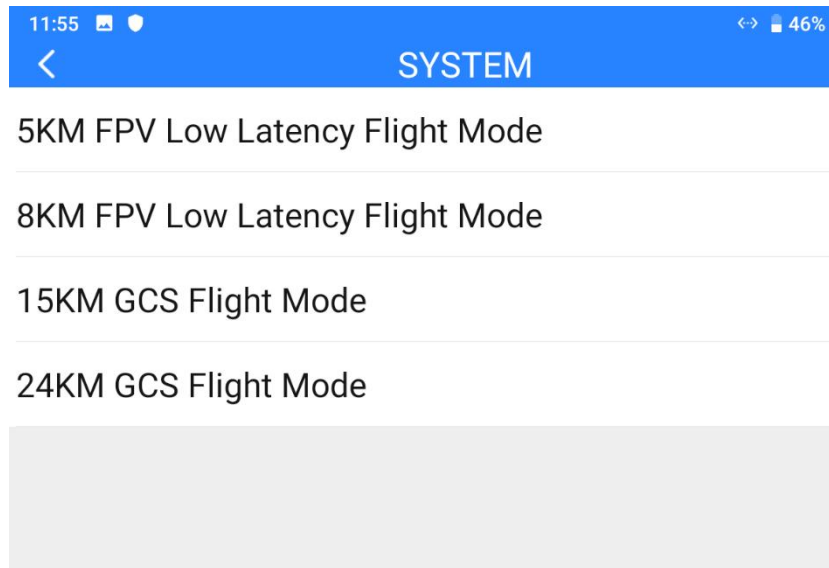 11:55 46%
SYSTEM
5KM FPV Low Latency Flight Mode
8KM FPV Low Latency Flight Mode
15KM GCS Flight Mode
24KM GCS Flight Mode